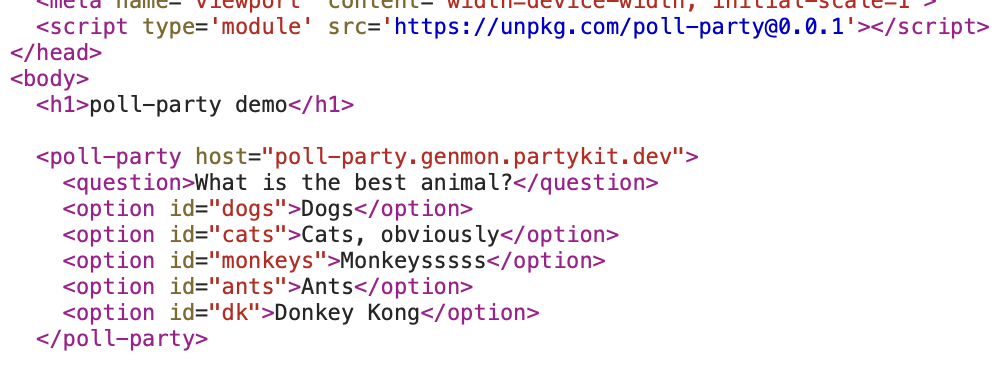 <meta name="viewport" content="width=device-width, initial-scale=1">
<script type='module' src='https://unpkg.com/poll-party@0.0.1'></script>
</head>
<body>
<h1>poll-party demo</h1>
<poll-party host="poll-party.genmon.partykit.dev">
<question>What is the best animal?</question>
<option id="dogs">Dogs</option>
<option id="cats">Cats, obviously</option>
<option id="monkeys">Monkeysssss</option>
<option id="ants">Ants</option>
<option id="dk">Donkey Kong</option>
</poll-party>